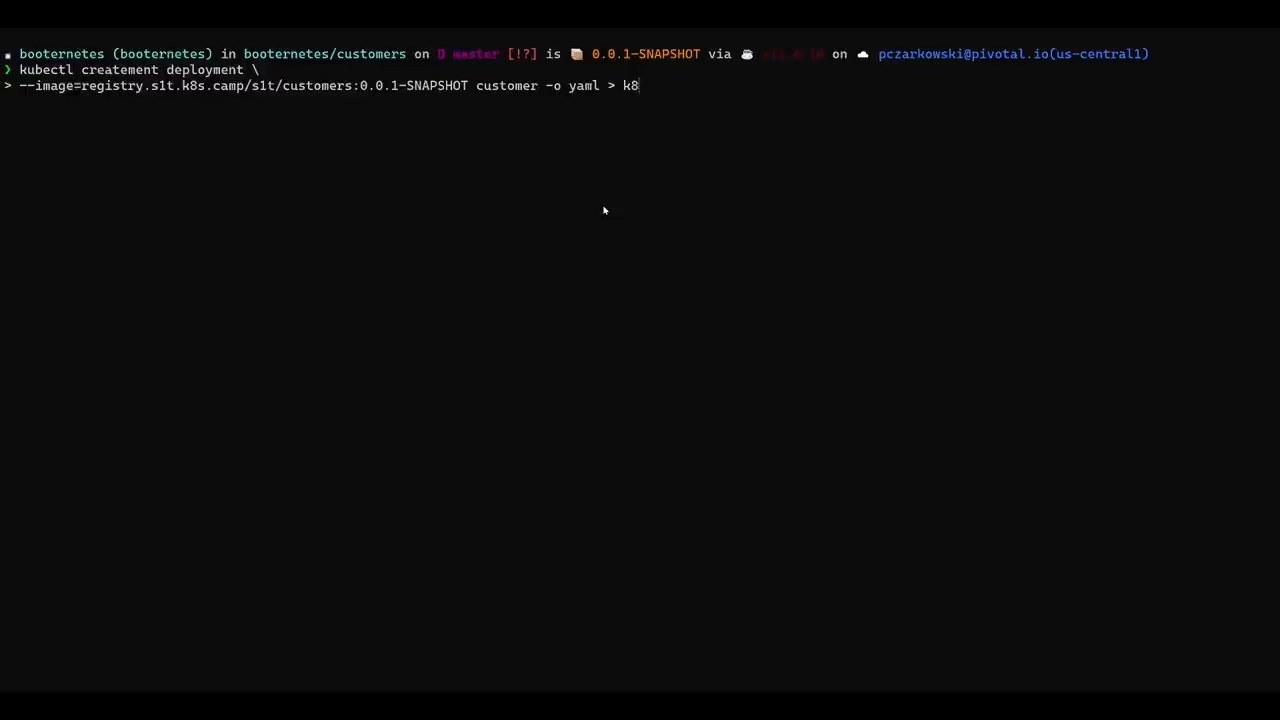 booternetes (booternetes) in booternetes/customers on master [!?] is 0.0.1-SNAPSHOT via on pczarkowski@pivotal.io(us-central1)
❯ kubectl createment deployment \
> --image=registry.s1t.k8s.camp/s1t/customers:0.0.1-SNAPSHOT customer -o yaml > k8